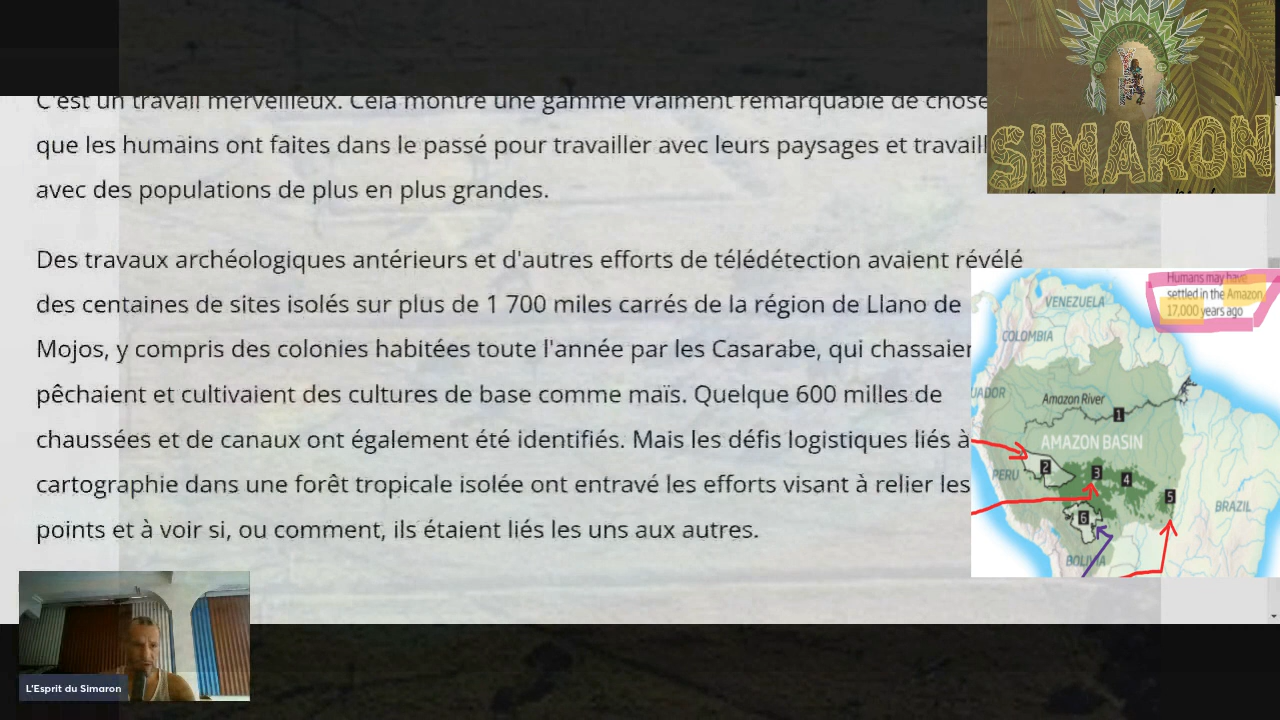 C'est un travail merveilleux. Cela montre une gamme vraiment remarquable de chose
que les humains ont faites dans le passé pour travailler avec leurs paysages et travaill
avec des populations de plus en plus grandes.
Des travaux archéologiques antérieurs et d'autres efforts de télédétection avaient révélé
des centaines de sites isolés sur plus de 1 700 miles carrés de la région de Llano de
Mojos, y compris des colonies habitées toute l'année par les Casarabe, qui chassaier
pêchaient et cultivaient des cultures de base comme maïs. Quelque 600 milles de
chaussées et de canaux ont également été identifiés. Mais les défis logistiques liés à
cartographie dans une forêt tropicale isolée ont entravé les efforts visant à relier les
points et à voir si, ou comment, ils étaient liés les uns aux autres.
SIMARON
Humans may have
settled in the Amazon
17,000 years ago
VENEZUELA
COLOMBIA
UADOR
Amazon River
1
AMAZON BASIN
PERU
2
3
4
5
6
BRAZIL
BOLIVIA
L'Esprit du Simaron